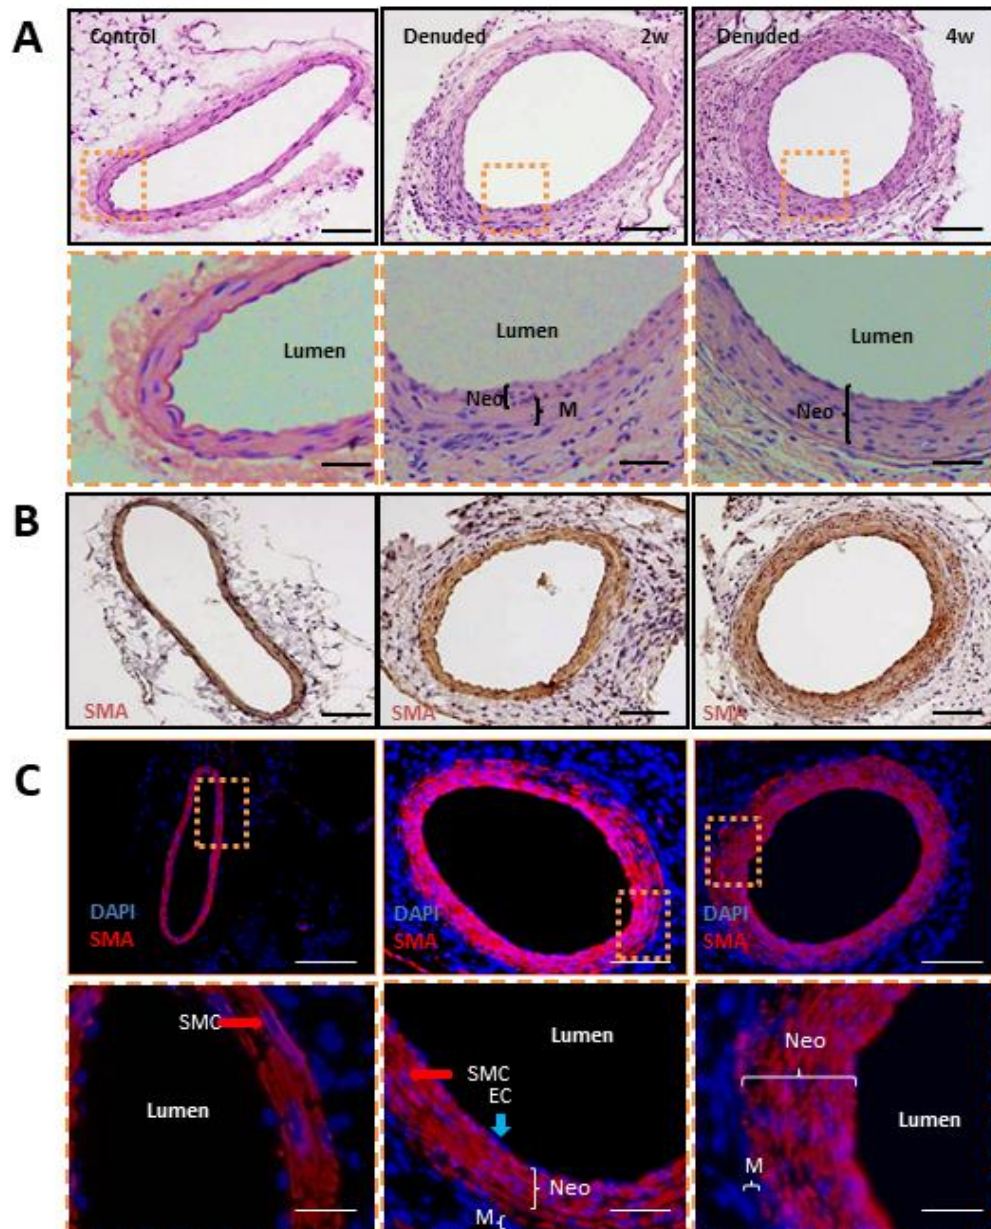 A
Control
Denuded 2w
Denuded 4w
Lumen
Lumen
Neo
M
Lumen
Neo
B
SMA
SMA
SMA
C
DAPI
SMA
DAPI
SMA
DAPI
SMA
SMC
Lumen
Lumen
SMC
EC
Neo
M
Neo
Lumen
M